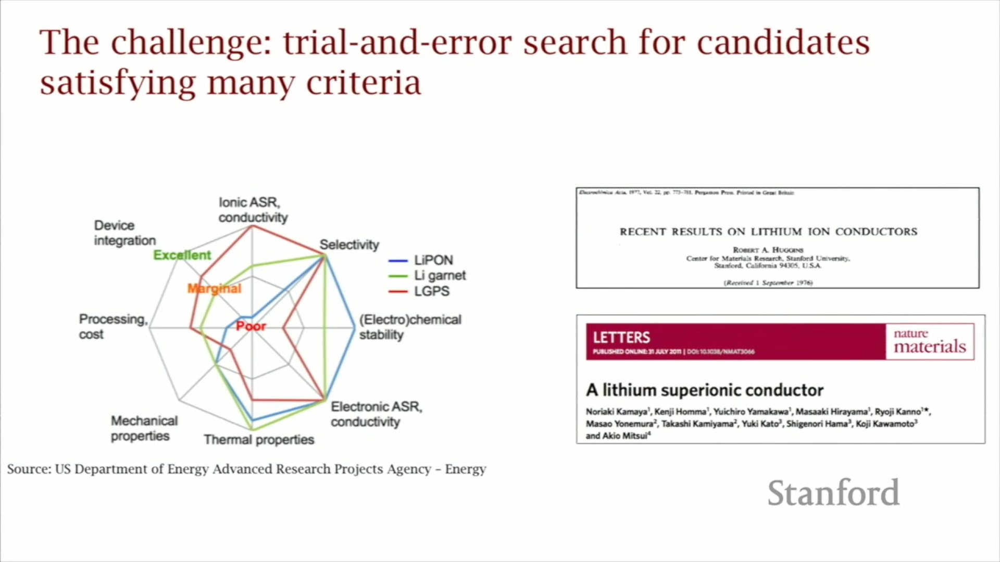 The challenge: trial-and-error search for candidates
satisfying many criteria
Ionic ASR,
conductivity
Device
integration
Selectivity
Excellent
LiPON
Li garnet
LGPS
Marginal
Processing,
cost
Poor
(Electro)chemical
stability
Electronic ASR,
conductivity
Mechanical
properties
Thermal properties
Source: US Department of Energy Advanced Research Projects Agency – Energy
Electrochimica Acta, 1977, Vol. 22, pp. 773–781. Pergamon Press. Printed in Great Britain
RECENT RESULTS ON LITHIUM ION CONDUCTORS
ROBERT A. HUGGINS
Center for Materials Research, Stanford University,
Stanford, California 94305, U.S.A.
(Received 1 September 1976)
LETTERS
PUBLISHED ONLINE: 31 JULY 2011 | DOI: 10.1038/NMAT3066
nature
materials
A lithium superionic conductor
Noriaki Kamaya¹, Kenji Homma¹, Yuichiro Yamakawa¹, Masaaki Hirayama¹, Ryoji Kanno¹*,
Masao Yonemura², Takashi Kamiyama², Yuki Kato³, Shigenori Hama³, Koji Kawamoto³
and Akio Mitsui⁴
Stanford